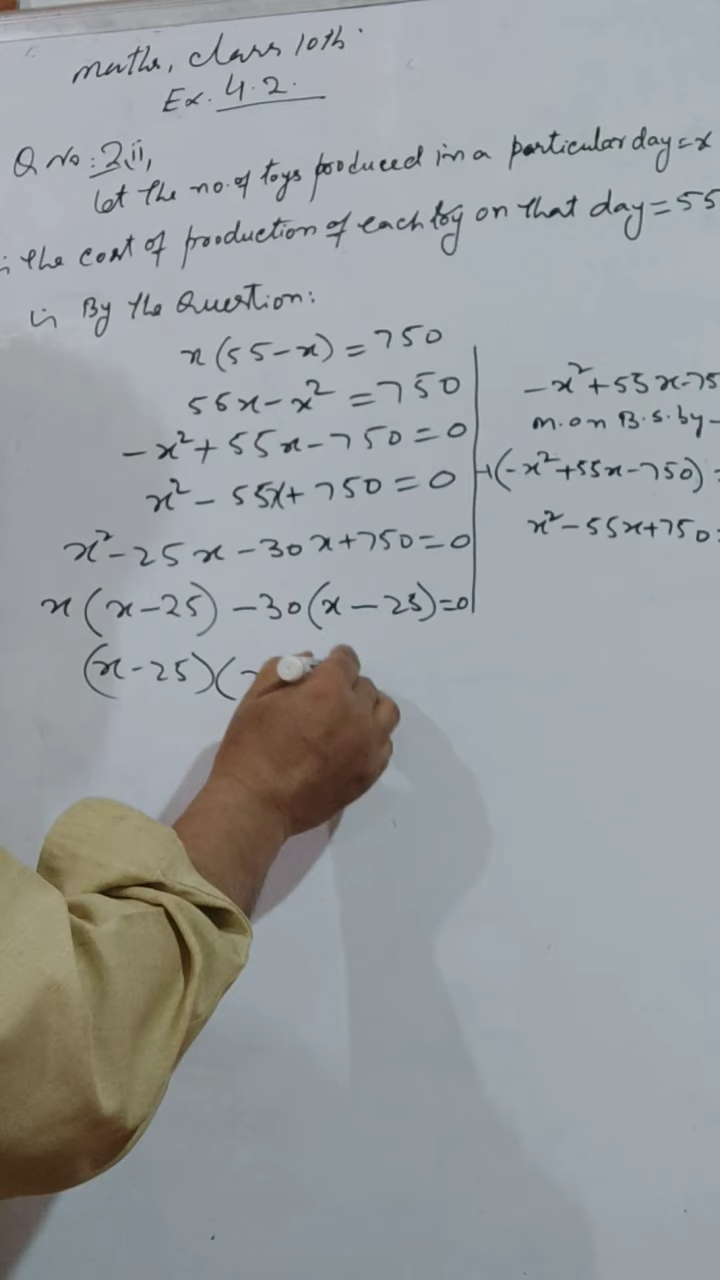 maths, class 10th.
Ex. 4.2.
Q No: 2,ii,
let the no. of toys produced in a particular day = x
∴ the cost of production of each toy on that day = 55
By the Question:
x(55-x) = 750
55x - x² = 750
-x² + 55x - 750 = 0
x² - 55x + 750 = 0
x² - 25x - 30x + 750 = 0
x(x-25) - 30(x-25) = 0
(x-25)(
-x² + 55x - 75
m. on B.s. by -
-1(-x² + 55x - 750) =
x² - 55x + 750 =